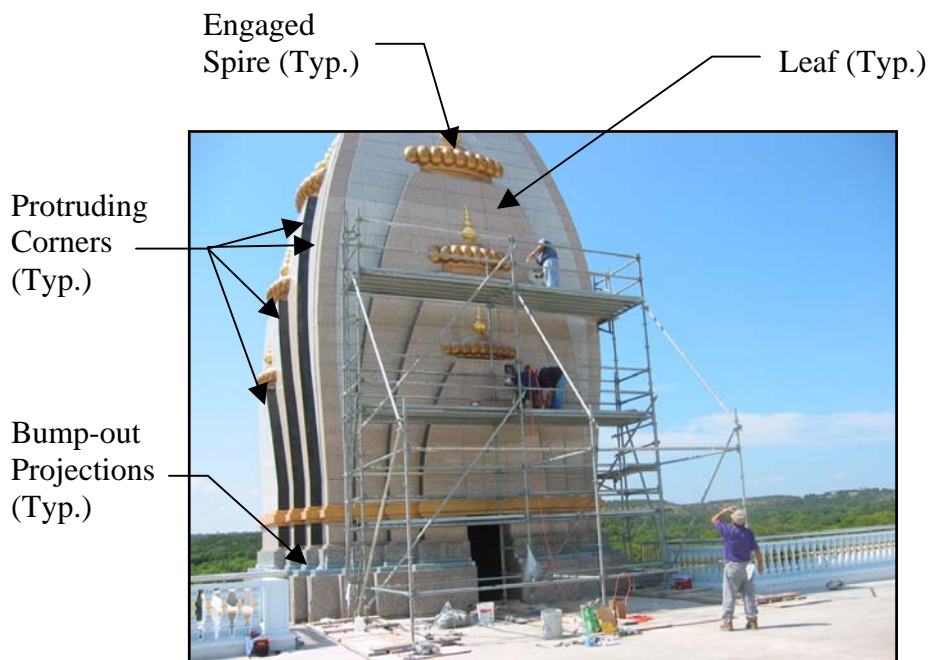 Engaged
Spire (Typ.)
Leaf (Typ.)
Protruding
Corners
(Typ.)
Bump-out
Projections
(Typ.)